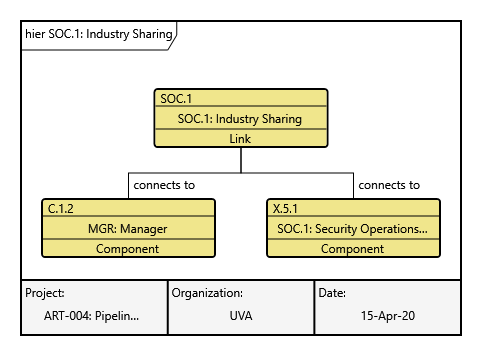 hier SOC.1: Industry Sharing
SOC.1
SOC.1: Industry Sharing
Link
connects to
connects to
C.1.2
MGR: Manager
Component
X.5.1
SOC.1: Security Operations...
Component
Project:
ART-004: Pipelin...
Organization:
UVA
Date:
15-Apr-20